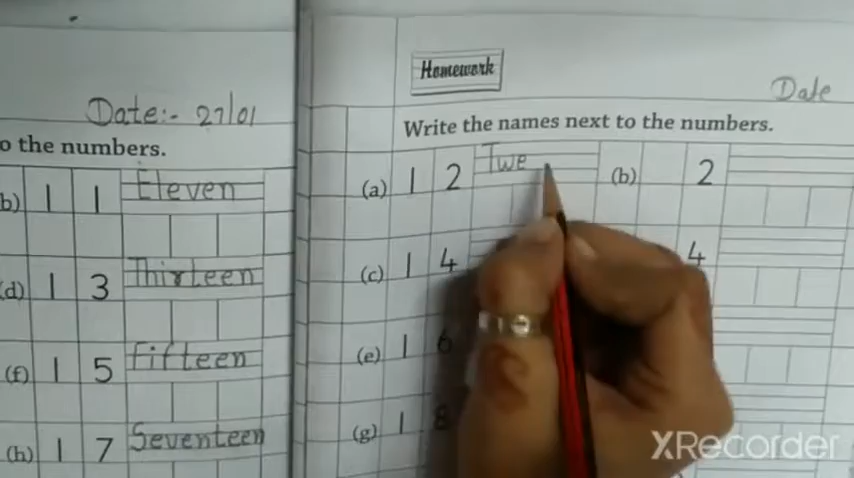 Date:- 27/01
o the numbers.
b) 1 1 Eleven
(d) 1 3 Thirteen
(f) 1 5 Fifteen
(h) 1 7 Seventeen
Homework
Date
Write the names next to the numbers.
(a) 1 2 Twe (b) 2
(c) 1 4 4
(e) 1 6
(g) 1 8
XRecorder